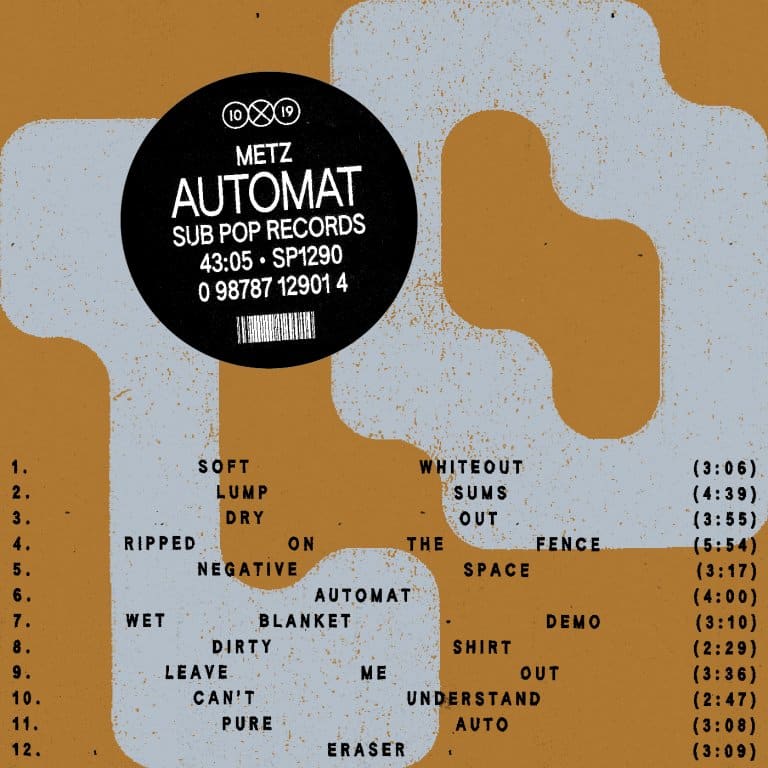 10 19
METZ
AUTOMAT
SUB POP RECORDS
43:05 • SP1290
0 98787 12901 4
1. SOFT WHITEOUT (3:06)
2. LUMP SUMS (4:39)
3. DRY OUT (3:55)
4. RIPPED ON THE FENCE (5:54)
5. NEGATIVE SPACE (3:17)
6. AUTOMAT (4:00)
7. WET BLANKET - DEMO (3:10)
8. DIRTY SHIRT (2:29)
9. LEAVE ME OUT (3:36)
10. CAN'T UNDERSTAND (2:47)
11. PURE AUTO (3:08)
12. ERASER (3:09)